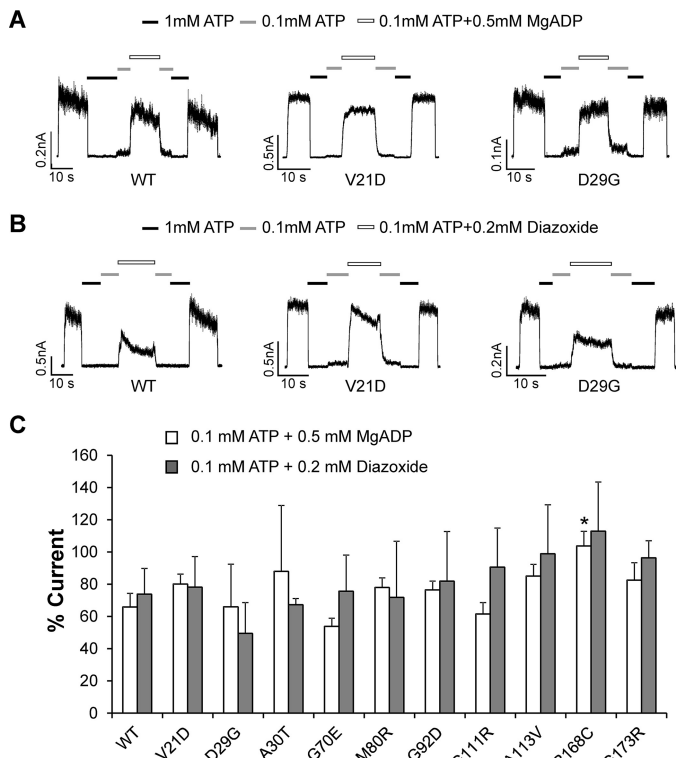 A
1mM ATP 0.1mM ATP 0.1mM ATP+0.5mM MgADP
0.2nA
10 s
WT
0.5nA
10 s
V21D
0.1nA
10 s
D29G
B
1mM ATP 0.1mM ATP 0.1mM ATP+0.2mM Diazoxide
0.5nA
10 s
WT
0.5nA
10 s
V21D
0.2nA
10 s
D29G
C
0.1 mM ATP + 0.5 mM MgADP
0.1 mM ATP + 0.2 mM Diazoxide
% Current
160
140
120
100
80
60
40
20
0
*
WT
V21D
D29G
A30T
G70E
M80R
G92D
A113V